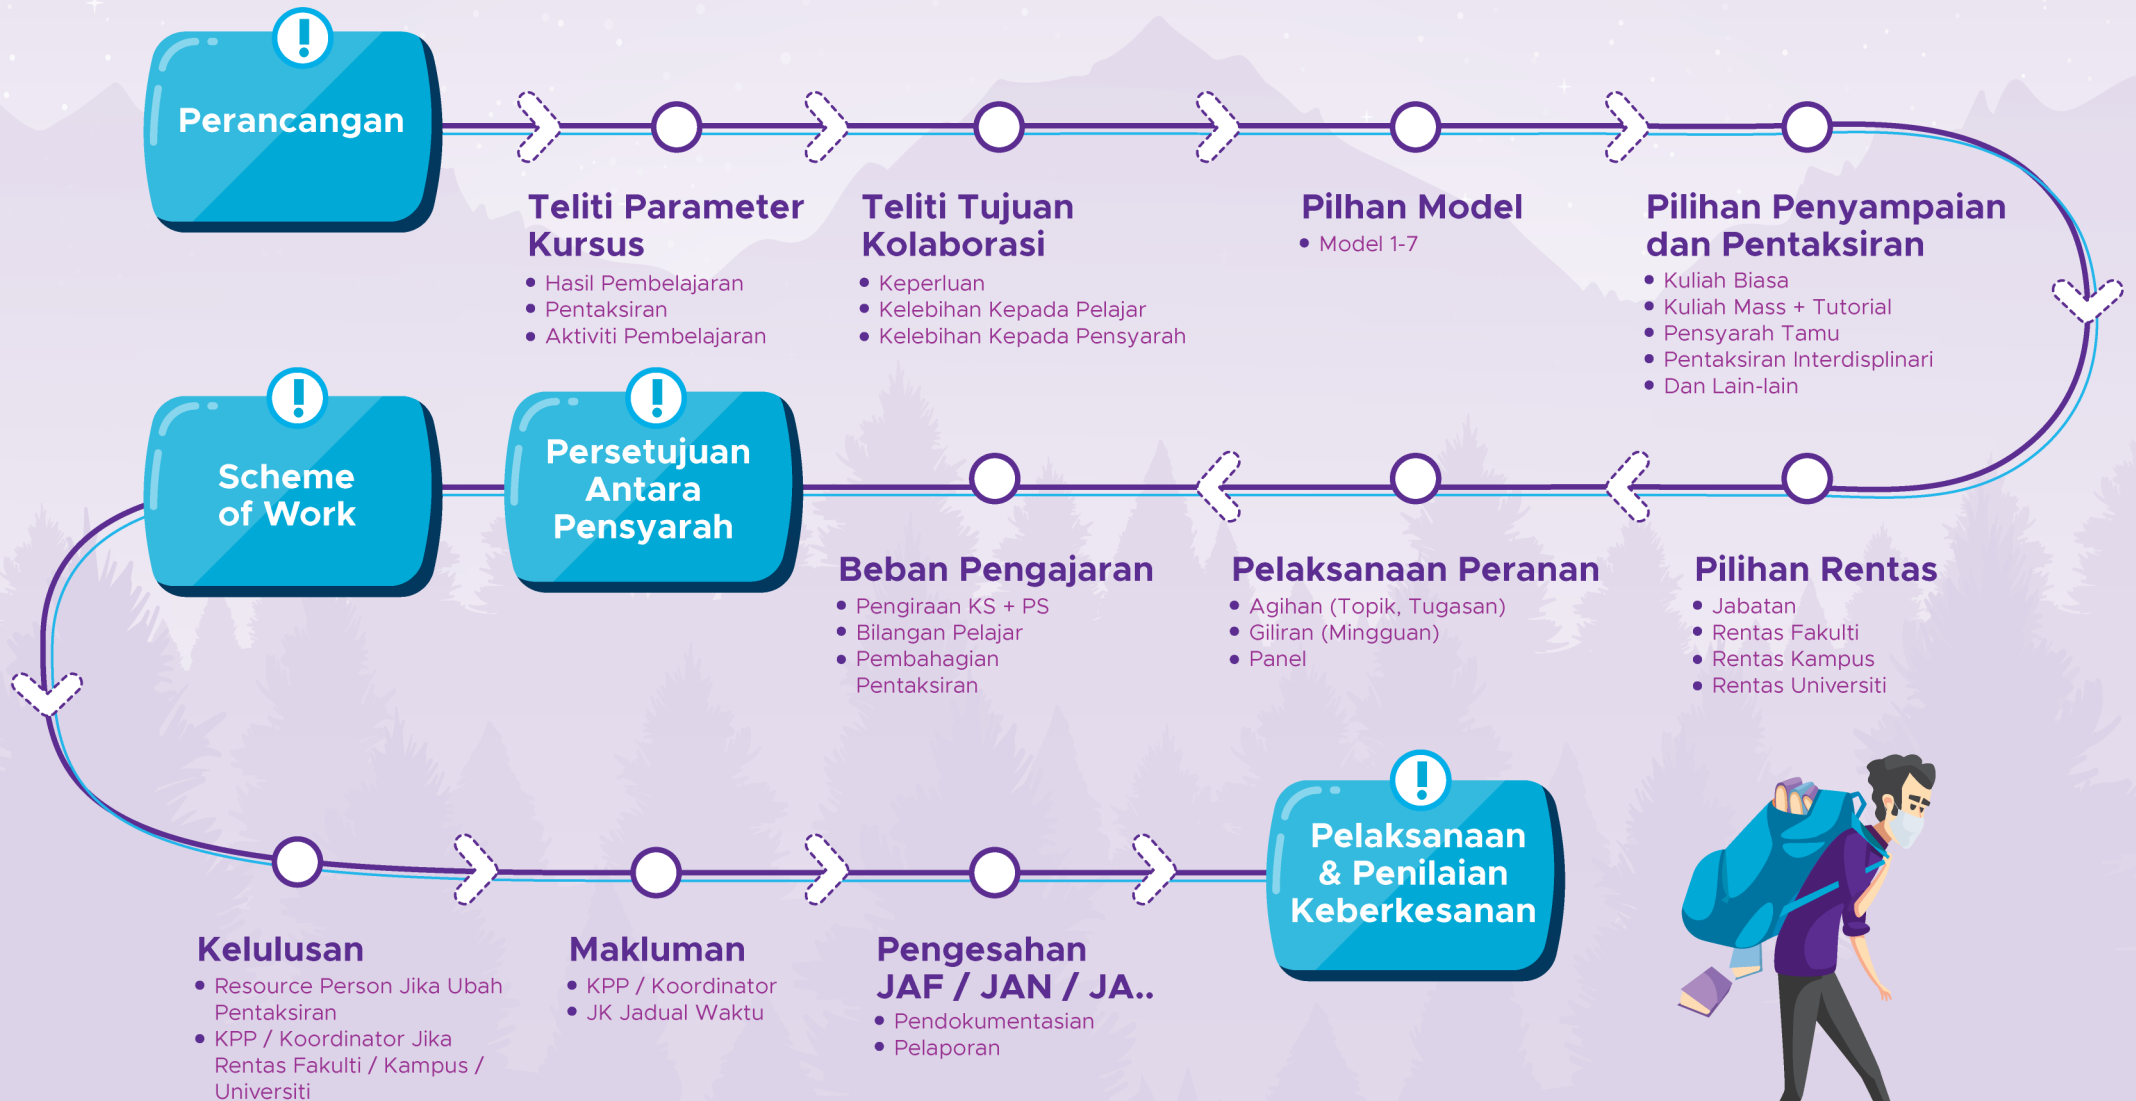 Perancangan
Teliti Parameter
Kursus
• Hasil Pembelajaran
• Pentaksiran
• Aktiviti Pembelajaran
Teliti Tujuan
Kolaborasi
• Keperluan
• Kelebihan Kepada Pelajar
• Kelebihan Kepada Pensyarah
Pilhan Model
• Model 1-7
Pilihan Penyampaian
dan Pentaksiran
• Kuliah Biasa
• Kuliah Mass + Tutorial
• Pensyarah Tamu
• Pentaksiran Interdisplinari
• Dan Lain-lain
Pilihan Rentas
• Jabatan
• Rentas Fakulti
• Rentas Kampus
• Rentas Universiti
Pelaksanaan Peranan
• Agihan (Topik, Tugasan)
• Giliran (Mingguan)
• Panel
Beban Pengajaran
• Pengiraan KS + PS
• Bilangan Pelajar
• Pembahagian
Pentaksiran
Persetujuan
Antara
Pensyarah
Scheme
of Work
Kelulusan
• Resource Person Jika Ubah
Pentaksiran
• KPP / Koordinator Jika
Rentas Fakulti / Kampus /
Universiti
Makluman
• KPP / Koordinator
• JK Jadual Waktu
Pengesahan
JAF / JAN / JA..
• Pendokumentasian
• Pelaporan
Pelaksanaan
& Penilaian
Keberkesanan